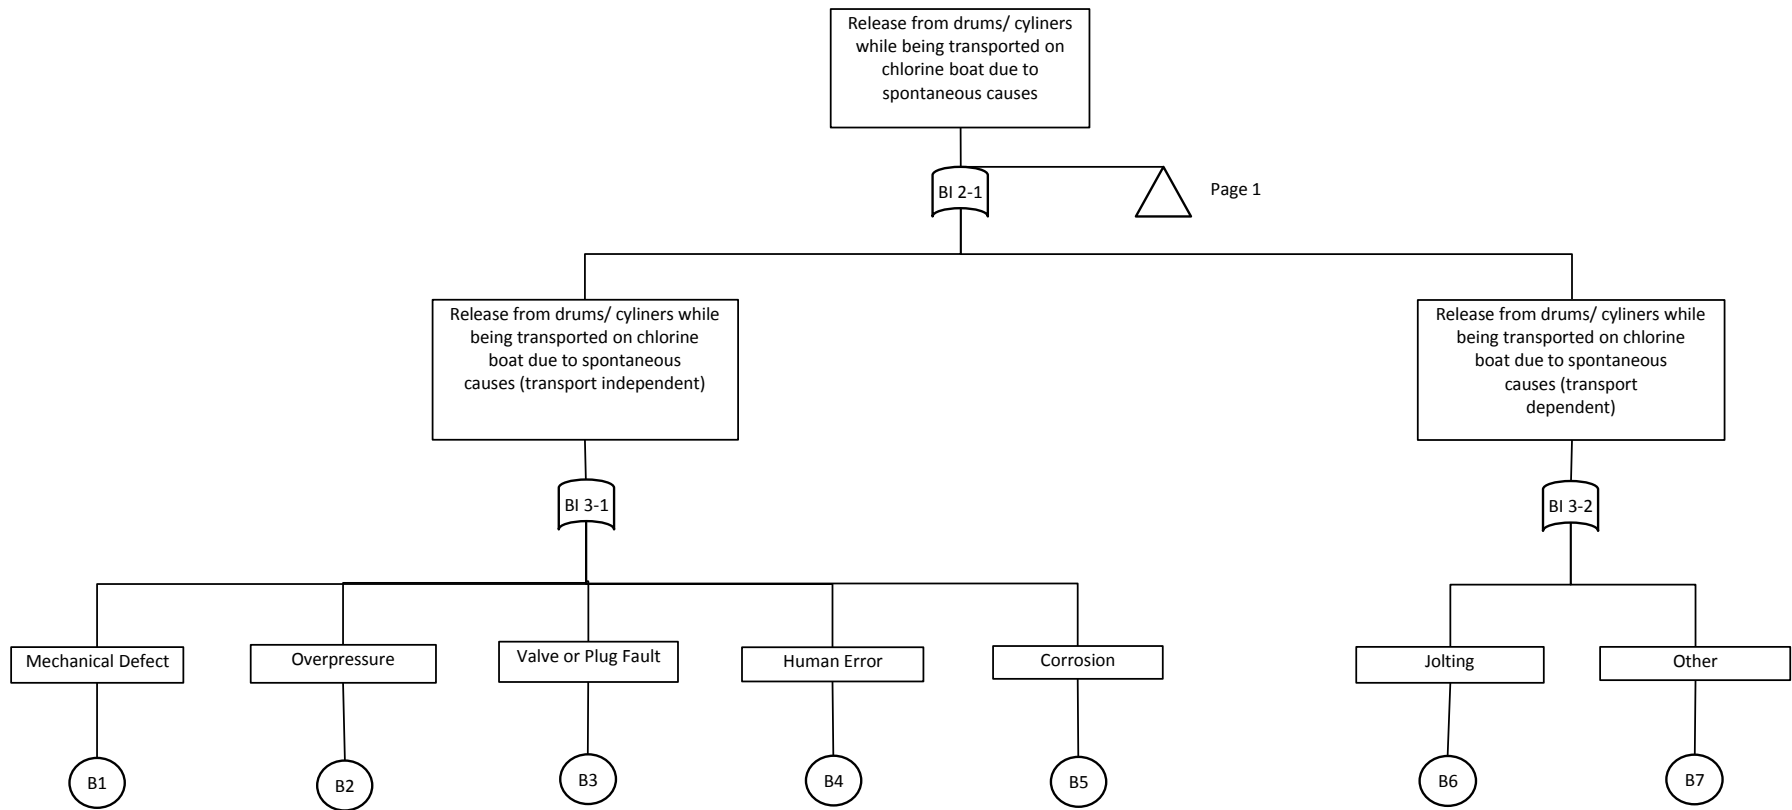 Release from drums/ cyliners
while being transported on
chlorine boat due to
spontaneous causes
BI 2-1
Page 1
Release from drums/ cyliners while
being transported on chlorine
boat due to spontaneous
causes (transport independent)
Release from drums/ cyliners while
being transported on chlorine
boat due to spontaneous
causes (transport
dependent)
BI 3-1
BI 3-2
Mechanical Defect
Overpressure
Valve or Plug Fault
Human Error
Corrosion
Jolting
Other
B1
B2
B3
B4
B5
B6
B7